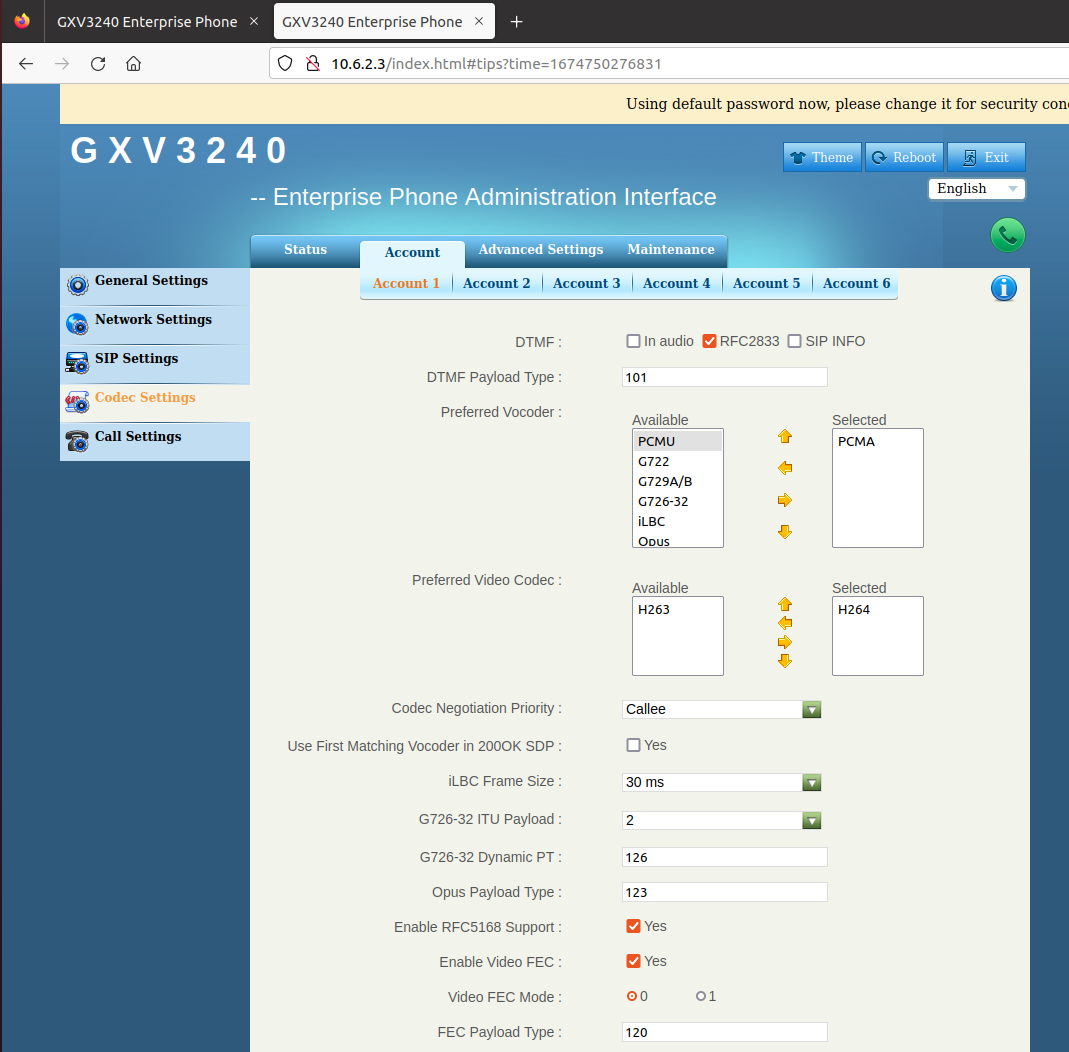 GXV3240 Enterprise Phone × GXV3240 Enterprise Phone × +
10.6.2.3/index.html#tips?time=1674750276831
Using default password now, please change it for security
GXV3240
Theme Reboot Exit
English
-- Enterprise Phone Administration Interface
Status Account Advanced Settings Maintenance
Account 1 Account 2 Account 3 Account 4 Account 5 Account 6
General Settings
Network Settings
SIP Settings
Codec Settings
Call Settings
DTMF : In audio RFC2833 SIP INFO
DTMF Payload Type : 101
Preferred Vocoder :
Available Selected
PCMU PCMA
G722
G729A/B
G726-32
iLBC
Opus
Preferred Video Codec :
Available Selected
H263 H264
Codec Negotiation Priority : Callee
Use First Matching Vocoder in 200OK SDP : Yes
iLBC Frame Size : 30 ms
G726-32 ITU Payload : 2
G726-32 Dynamic PT : 126
Opus Payload Type : 123
Enable RFC5168 Support : Yes
Enable Video FEC : Yes
Video FEC Mode : 0 1
FEC Payload Type : 120